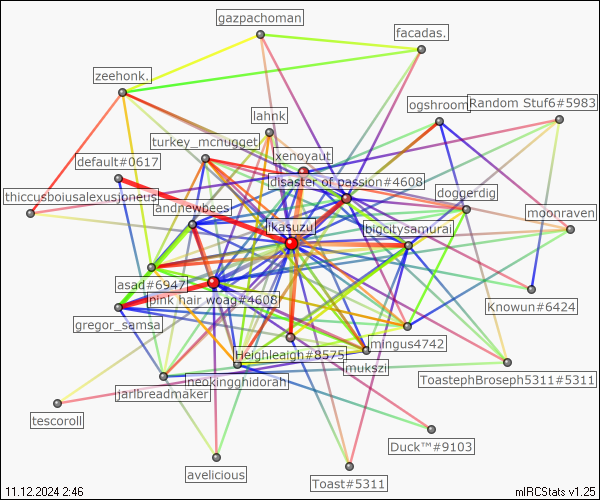 gazpachoman
facadas.
zeehonk.
ogshroom
Random Stuf6#5983
lahnk
turkey_mcnugget
xenoyaut
default#0617
disaster of passion#4608
thiccusboiusalexusjoneus
doggerdig
landnewbees
moonraven
ikasuzu
bigcitysamurai
asad#6947
pink hair woag#4608
Knowun#6424
gregor_samsa
mingus4742
Heighleaigh#8575
mukszi
ToastephBroseph5311#5311
neokingghidorah
jarlbreadmaker
tescoroll
Duck™#9103
avelicious
Toast#5311
11.12.2024 2:46
mIRCStats v1.25